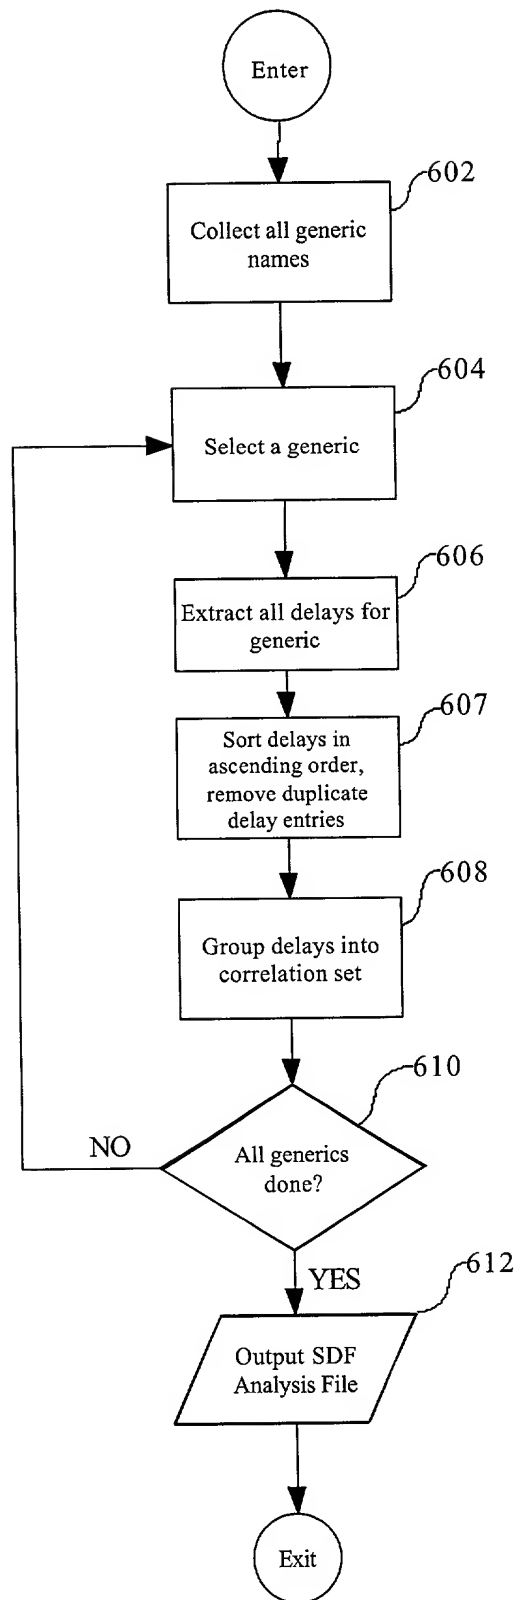 Enter
602
Collect all generic
names
604
Select a generic
606
Extract all delays for
generic
607
Sort delays in
ascending order,
remove duplicate
delay entries
608
Group delays into
correlation set
610
All generics
done?
NO
YES
612
Output SDF
Analysis File
Exit